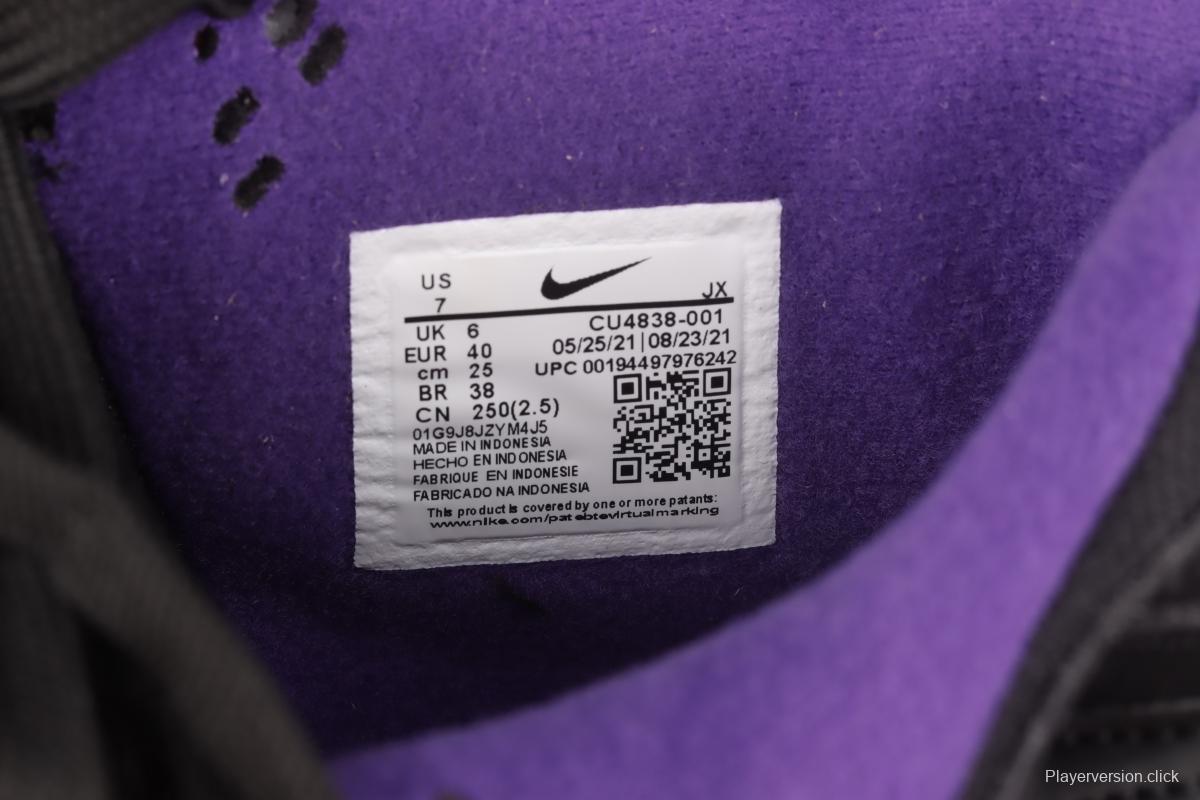 US
7
JX
UK 6
EUR 40
cm 25
BR 38
CN 250(2.5)
CU4838-001
05/25/21|08/23/21
UPC 00194497976242
01G9J8JZYM4J5
MADE IN INDONESIA
HECHO EN INDONESIA
FABRIQUE EN INDONESIE
FABRICADO NA INDONESIA
This product is covered by one or more patants:
www.nike.com/patebtevirtualmarking
Playerversion.click